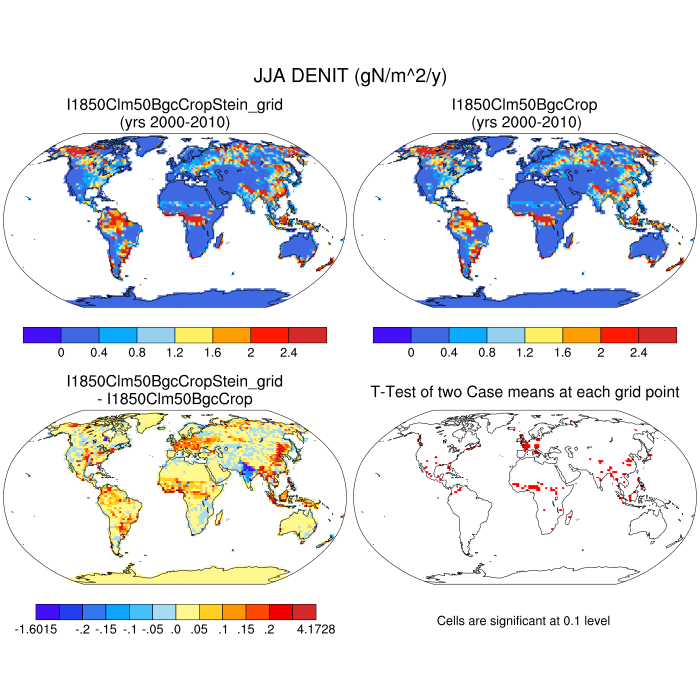 JJA DENIT (gN/m^2/y)
I1850Clm50BgcCropStein_grid
(yrs 2000-2010)
I1850Clm50BgcCrop
(yrs 2000-2010)
0 0.4 0.8 1.2 1.6 2 2.4
0 0.4 0.8 1.2 1.6 2 2.4
I1850Clm50BgcCropStein_grid
- I1850Clm50BgcCrop
T-Test of two Case means at each grid point
-1.6015 -.2 -.15 -.1 -.05 .0 .05 .1 .15 .2 4.1728
Cells are significant at 0.1 level